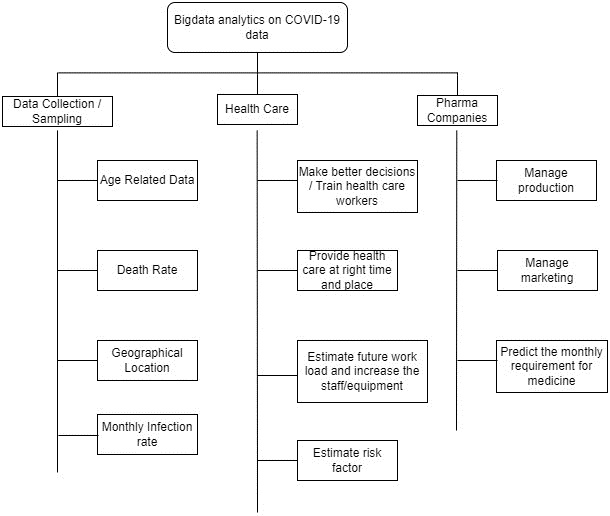 Bigdata analytics on COVID-19
data
Data Collection /
Sampling
Health Care
Pharma
Companies
Age Related Data
Death Rate
Geographical
Location
Monthly Infection
rate
Make better decisions
/ Train health care
workers
Provide health
care at right time
and place
Estimate future work
load and increase the
staff/equipment
Estimate risk
factor
Manage
production
Manage
marketing
Predict the monthly
requirement for
medicine